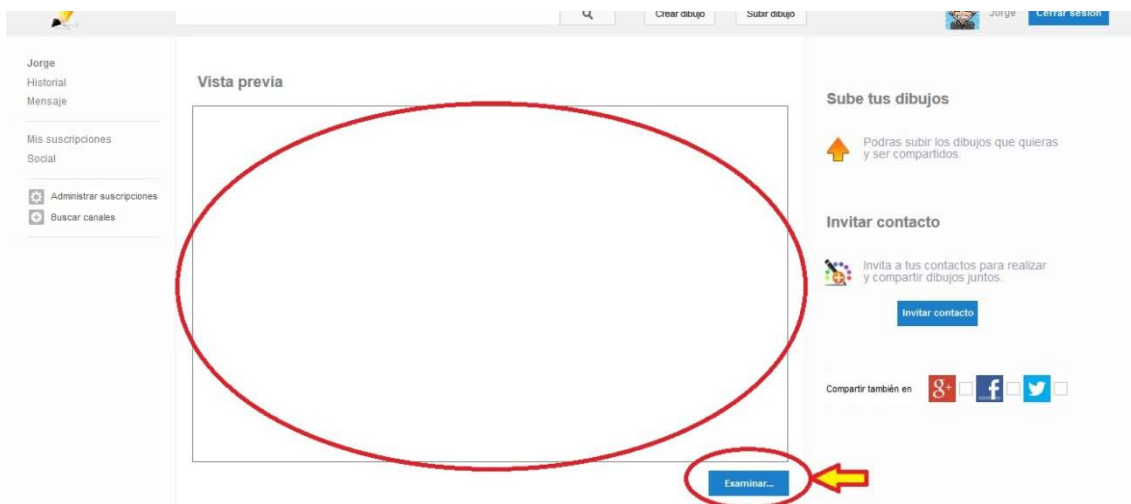 Crear dibujo
Subir dibujo
Jorge
Cerrar sesión
Jorge
Historial
Mensaje
Mis suscripciones
Social
Administrar suscripciones
Buscar canales
Vista previa
Examinar...
Sube tus dibujos
Podras subir los dibujos que quieras
y ser compartidos.
Invitar contacto
Invita a tus contactos para realizar
y compartir dibujos juntos.
Invitar contacto
Compartir también en
g+
f